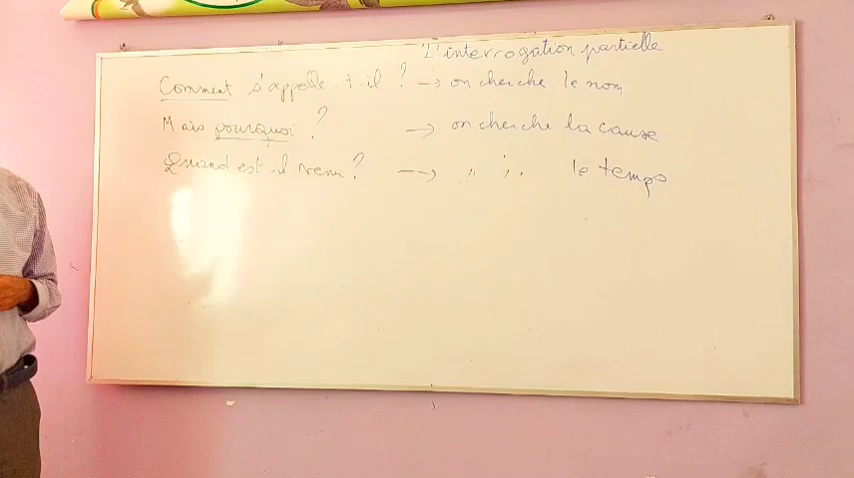 L'interrogation partielle
Comment s'appelle-t-il ? → on cherche le nom
Mais pourquoi ? → on cherche la cause
Quand est-il venu ? → " " le temps